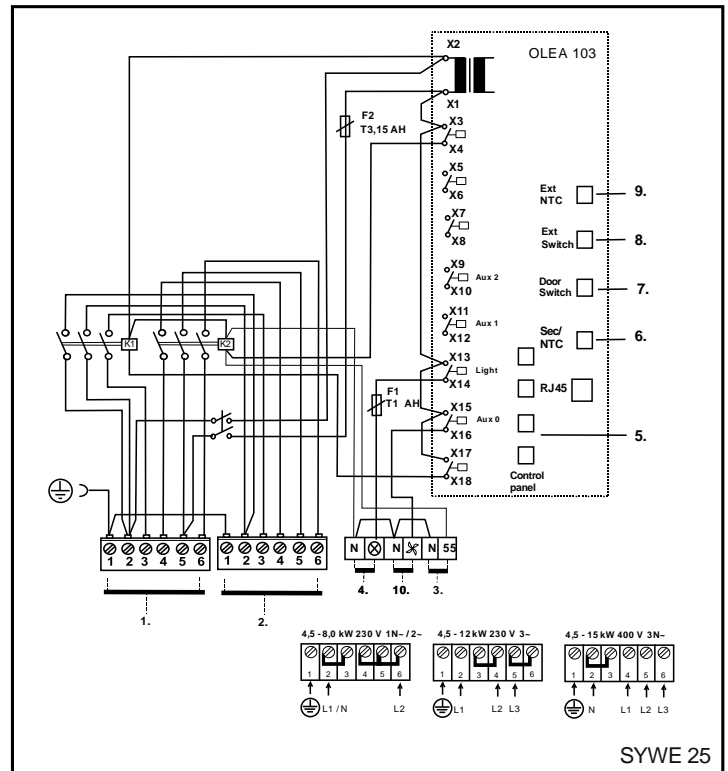 X2
OLEA 103
X1
F2
T3,15 AH
X3
X4
X5
X6
X7
X8
X9
Aux 2
X10
X11
Aux 1
X12
X13
Light
X14
X15
Aux 0
X16
X17
X18
Ext
NTC
9.
Ext
Switch
8.
Door
Switch
7.
Sec/
NTC
6.
RJ45
5.
Control
panel
K1
K2
F1
T1 AH
1 2 3 4 5 6
1 2 3 4 5 6
N N N 55
1.
2.
4.
10.
3.
4,5 - 8,0 kW 230 V 1N~ / 2~
1 2 3 4 5 6
L1 / N L2
4,5 - 12 kW 230 V 3~
1 2 3 4 5 6
L1 L2 L3
4,5 - 15 kW 400 V 3N~
1 2 3 4 5 6
N L1 L2 L3
SYWE 25